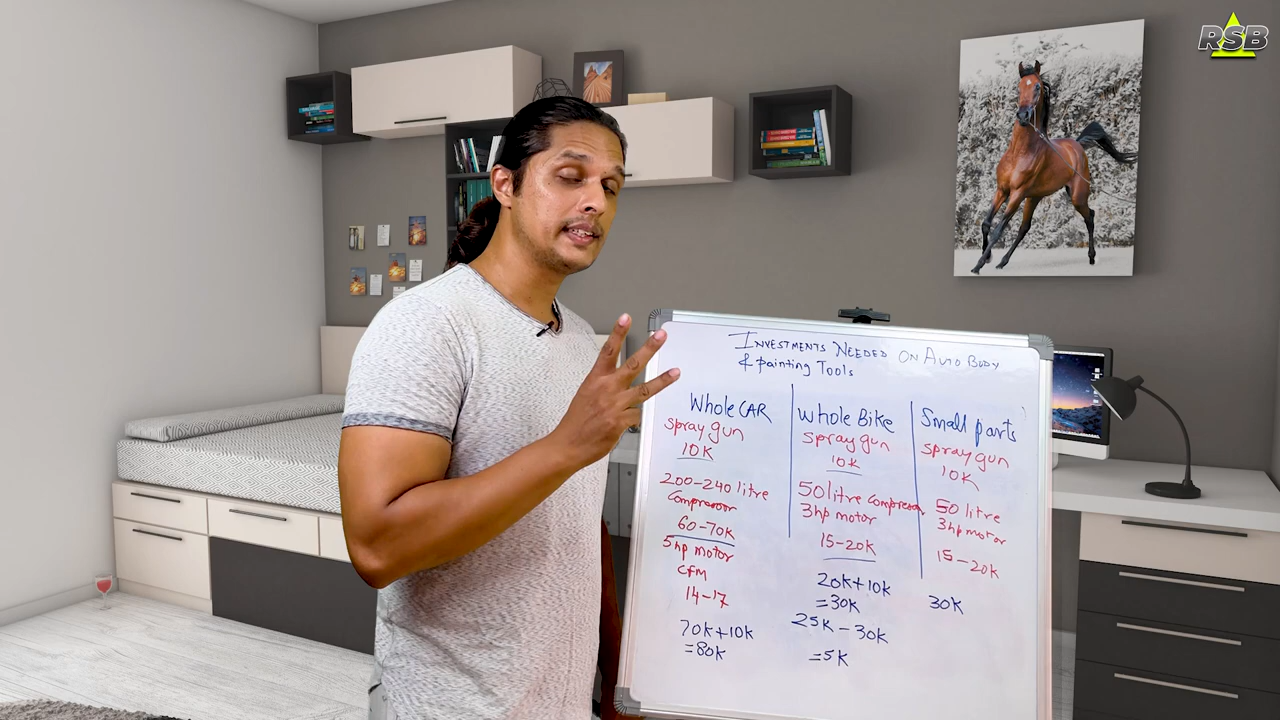 RSB
INVESTMENTS NEEDED ON AUTO BODY
& painting Tools
Whole CAR
spray gun
10K
200-240 litre
Compressor
60-70K
5hp motor
CFM
14-17
70K+10K
=80K
Whole Bike
spray gun
10K
50 litre Compressor
3hp motor
15-20K
20K+10K
=30K
25K-30K
=5K
Small parts
spray gun
10K
50 litre
3hp motor
15-20K
30K